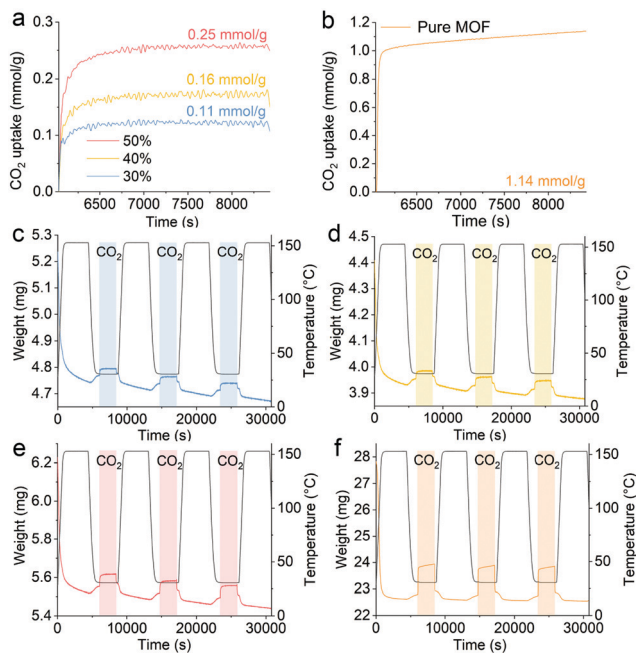 a
0.3
0.2
0.1
0.0
CO2 uptake (mmol/g)
0.25 mmol/g
0.16 mmol/g
0.11 mmol/g
50%
40%
30%
6500 7000 7500 8000
Time (s)
b
Pure MOF
1.2
1.0
0.8
0.6
0.4
0.2
0.0
CO2 uptake (mmol/g)
1.14 mmol/g
6500 7000 7500 8000
Time (s)
c
5.3
5.2
5.1
5.0
4.9
4.8
4.7
Weight (mg)
CO2 CO2 CO2
150
100
50
0
Temperature (°C)
0 10000 20000 30000
Time (s)
d
4.5
4.4
4.3
4.2
4.1
4.0
3.9
Weight (mg)
CO2 CO2 CO2
150
100
50
0
Temperature (°C)
0 10000 20000 30000
Time (s)
e
6.2
6.0
5.8
5.6
5.4
Weight (mg)
CO2 CO2 CO2
150
100
50
0
Temperature (°C)
0 10000 20000 30000
Time (s)
f
28
27
26
25
24
23
22
Weight (mg)
CO2 CO2 CO2
150
100
50
0
Temperature (°C)
0 10000 20000 30000
Time (s)